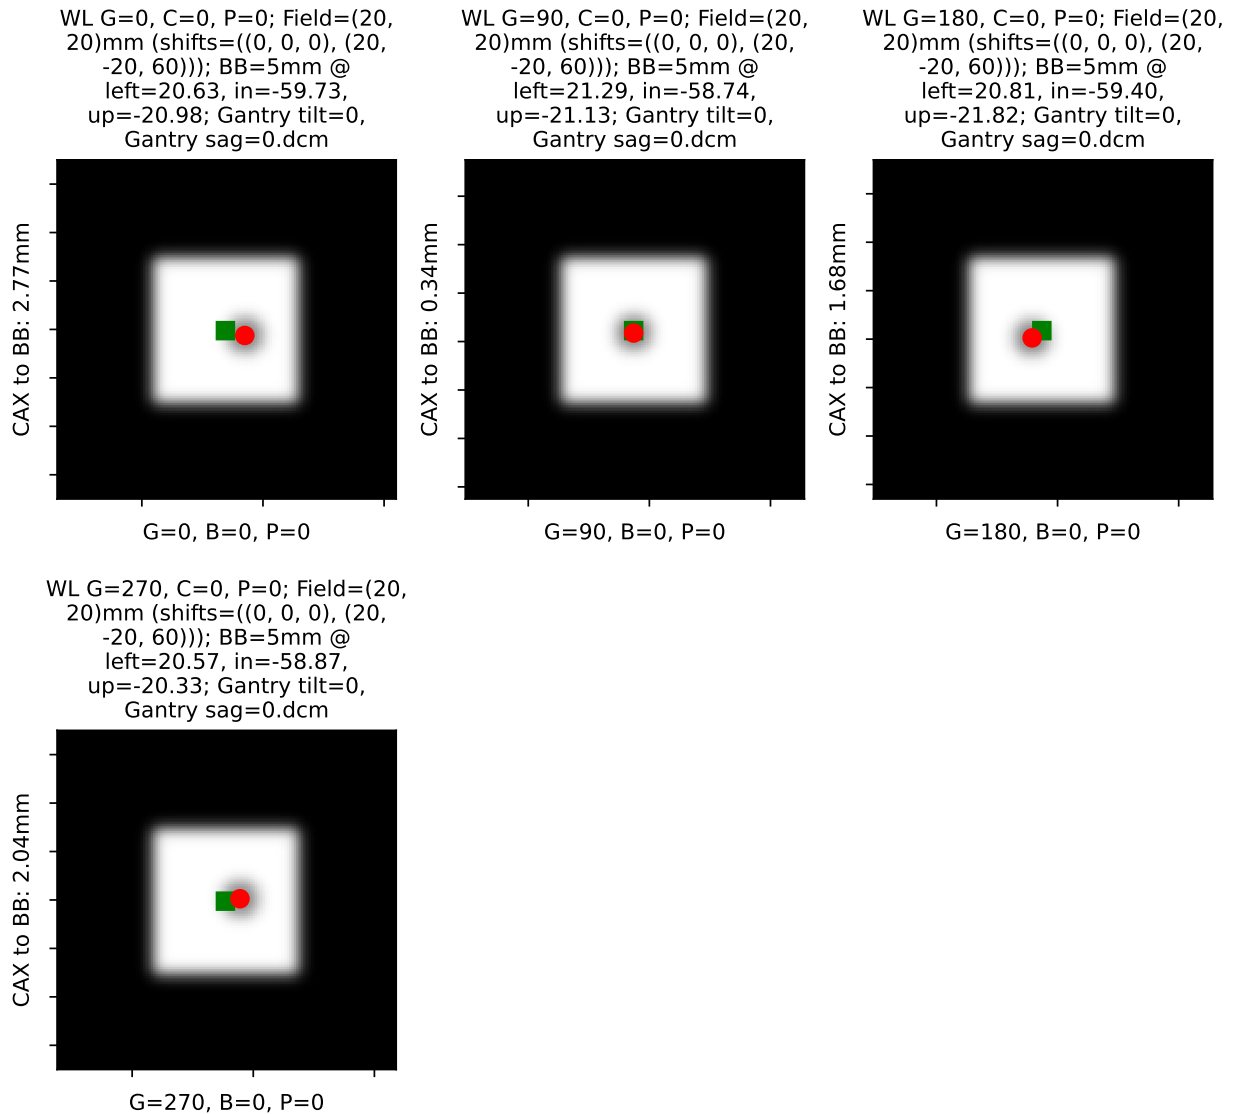 WL G=0, C=0, P=0; Field=(20,
20)mm (shifts=((0, 0, 0), (20,
-20, 60))); BB=5mm @
left=20.63, in=-59.73,
up=-20.98; Gantry tilt=0,
Gantry sag=0.dcm
CAX to BB: 2.77mm
G=0, B=0, P=0
WL G=90, C=0, P=0; Field=(20,
20)mm (shifts=((0, 0, 0), (20,
-20, 60))); BB=5mm @
left=21.29, in=-58.74,
up=-21.13; Gantry tilt=0,
Gantry sag=0.dcm
CAX to BB: 0.34mm
G=90, B=0, P=0
WL G=180, C=0, P=0; Field=(20,
20)mm (shifts=((0, 0, 0), (20,
-20, 60))); BB=5mm @
left=20.81, in=-59.40,
up=-21.82; Gantry tilt=0,
Gantry sag=0.dcm
CAX to BB: 1.68mm
G=180, B=0, P=0
WL G=270, C=0, P=0; Field=(20,
20)mm (shifts=((0, 0, 0), (20,
-20, 60))); BB=5mm @
left=20.57, in=-58.87,
up=-20.33; Gantry tilt=0,
Gantry sag=0.dcm
CAX to BB: 2.04mm
G=270, B=0, P=0